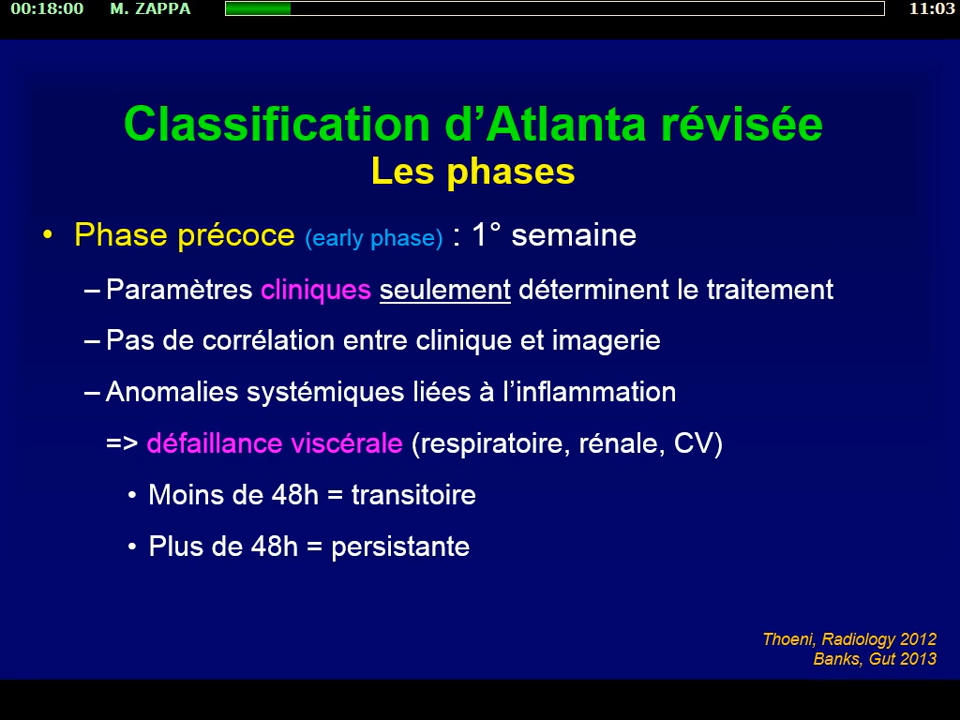 00:18:00 M. ZAPPA 11:03
Classification d’Atlanta révisée
Les phases
• Phase précoce (early phase) : 1° semaine
– Paramètres cliniques seulement déterminent le traitement
– Pas de corrélation entre clinique et imagerie
– Anomalies systémiques liées à l’inflammation
=> défaillance viscérale (respiratoire, rénale, CV)
• Moins de 48h = transitoire
• Plus de 48h = persistante
Thoeni, Radiology 2012
Banks, Gut 2013